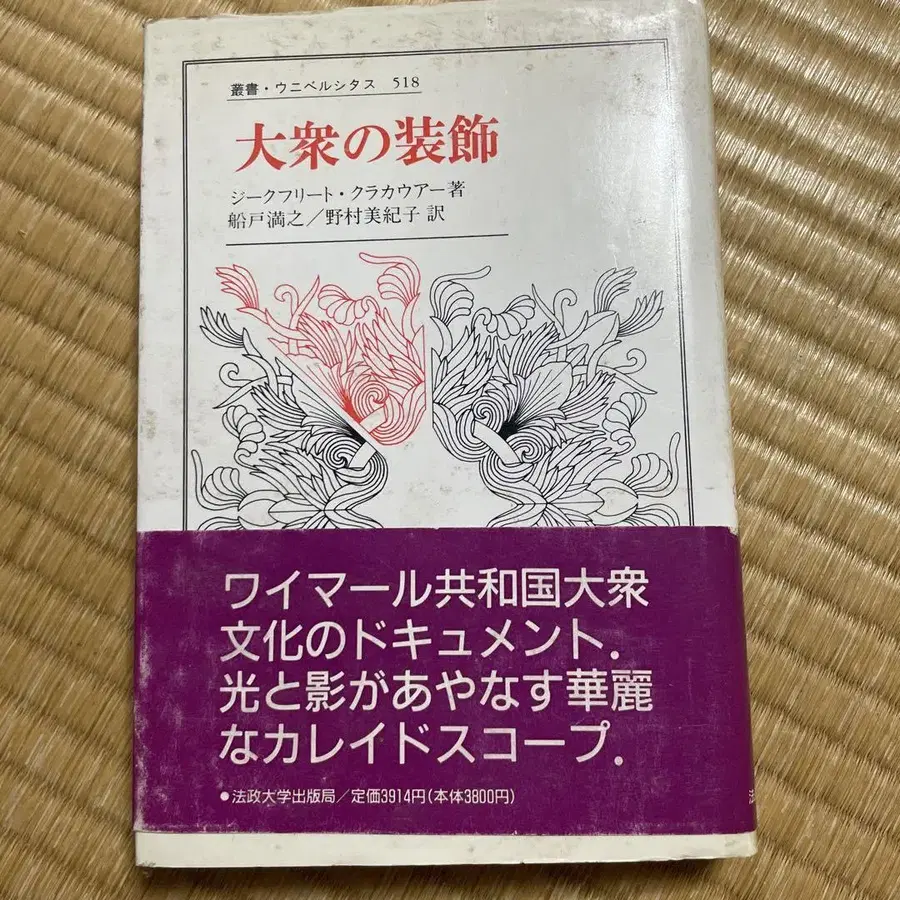 叢書・ウニベルシタス 518
大衆の装飾
ジークフリート・クラカウアー著
船戸満之／野村美紀子訳
ワイマール共和国大衆
文化のドキュメント.
光と影があやなす華麗
なカレイドスコープ.
●法政大学出版局／定価3914円(本体3800円)